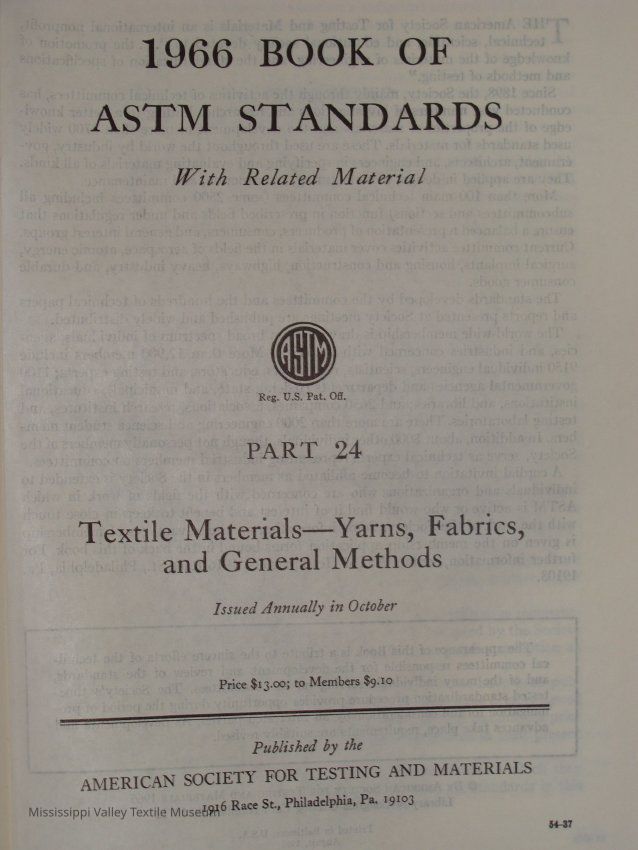 1966 BOOK OF
ASTM STANDARDS
With Related Material
ASTM
Reg. U.S. Pat. Off.
PART 24
Textile Materials—Yarns, Fabrics,
and General Methods
Issued Annually in October
Price $13.00; to Members $9.10
Published by the
AMERICAN SOCIETY FOR TESTING AND MATERIALS
1916 Race St., Philadelphia, Pa. 19103
Mississippi Valley Textile Museum
54-37